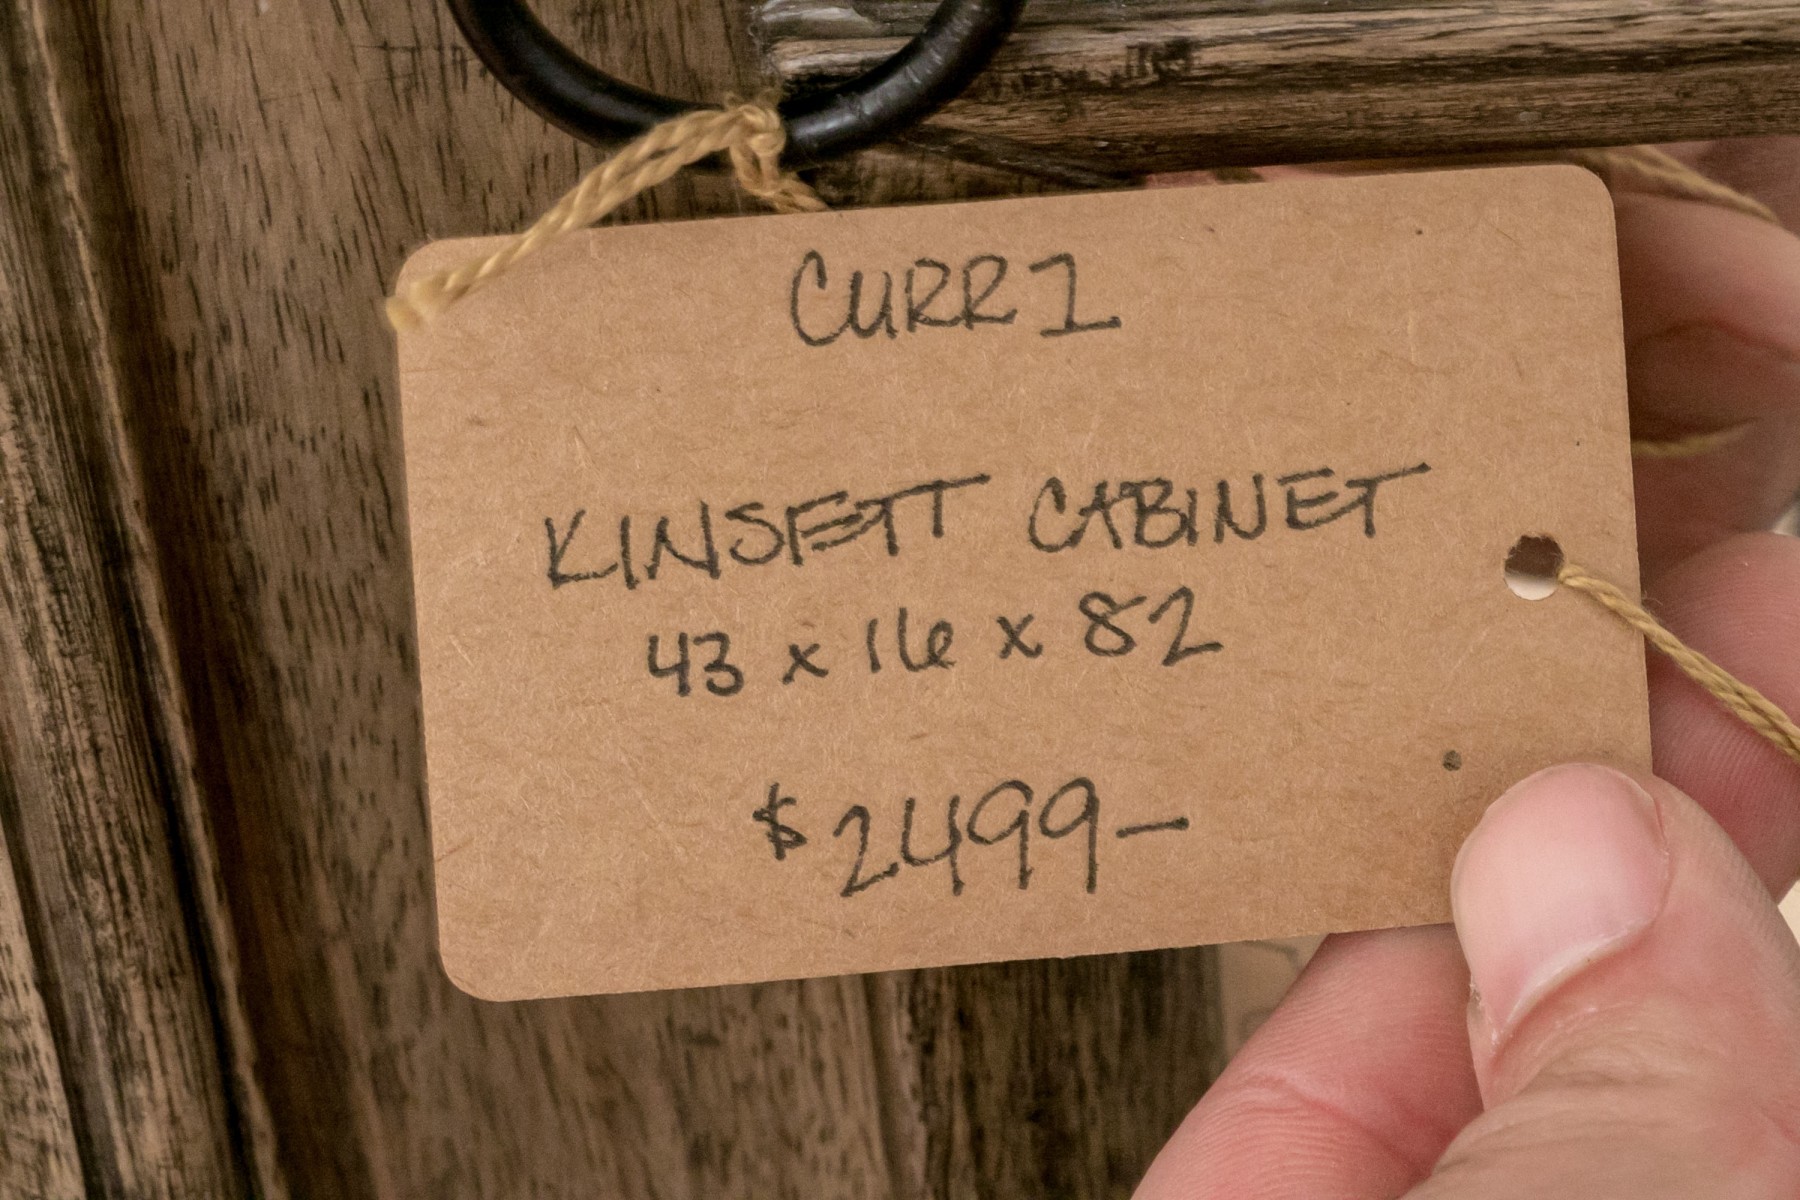 CURR1
KINSETT CABINET
43 x 16 x 82
$2499-